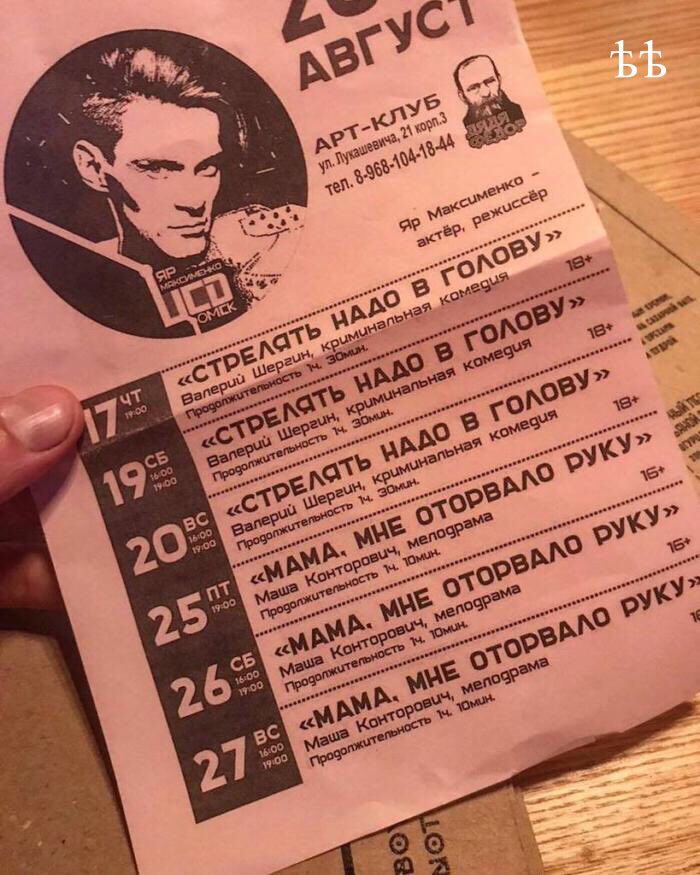 ѢѢ
20
АВГУСТ
АРТ-КЛУБ
ул. Лукашевича, 21 корп.3
тел. 8-968-104-18-44
ДЯДЯ
ФЕДОР
Яр Максименко –
актёр, режиссёр
ЯР
МАКСИМЕНКО
ОМСК
17 ЧТ
19:00
«СТРЕЛЯТЬ НАДО В ГОЛОВУ»
Валерий Шергин, криминальная комедия
18+
Продолжительность 1ч. 30мин.
19 СБ
16:00
19:00
«СТРЕЛЯТЬ НАДО В ГОЛОВУ»
Валерий Шергин, криминальная комедия
18+
Продолжительность 1ч. 30мин.
20 ВС
16:00
19:00
«СТРЕЛЯТЬ НАДО В ГОЛОВУ»
Валерий Шергин, криминальная комедия
18+
Продолжительность 1ч. 30мин.
25 ПТ
19:00
«МАМА, МНЕ ОТОРВАЛО РУКУ»
Маша Конторович, мелодрама
16+
Продолжительность 1ч. 10мин.
26 СБ
16:00
19:00
«МАМА, МНЕ ОТОРВАЛО РУКУ»
Маша Конторович, мелодрама
16+
Продолжительность 1ч. 10мин.
27 ВС
16:00
19:00
«МАМА, МНЕ ОТОРВАЛО РУКУ»
Маша Конторович, мелодрама
Продолжительность 1ч. 10мин.